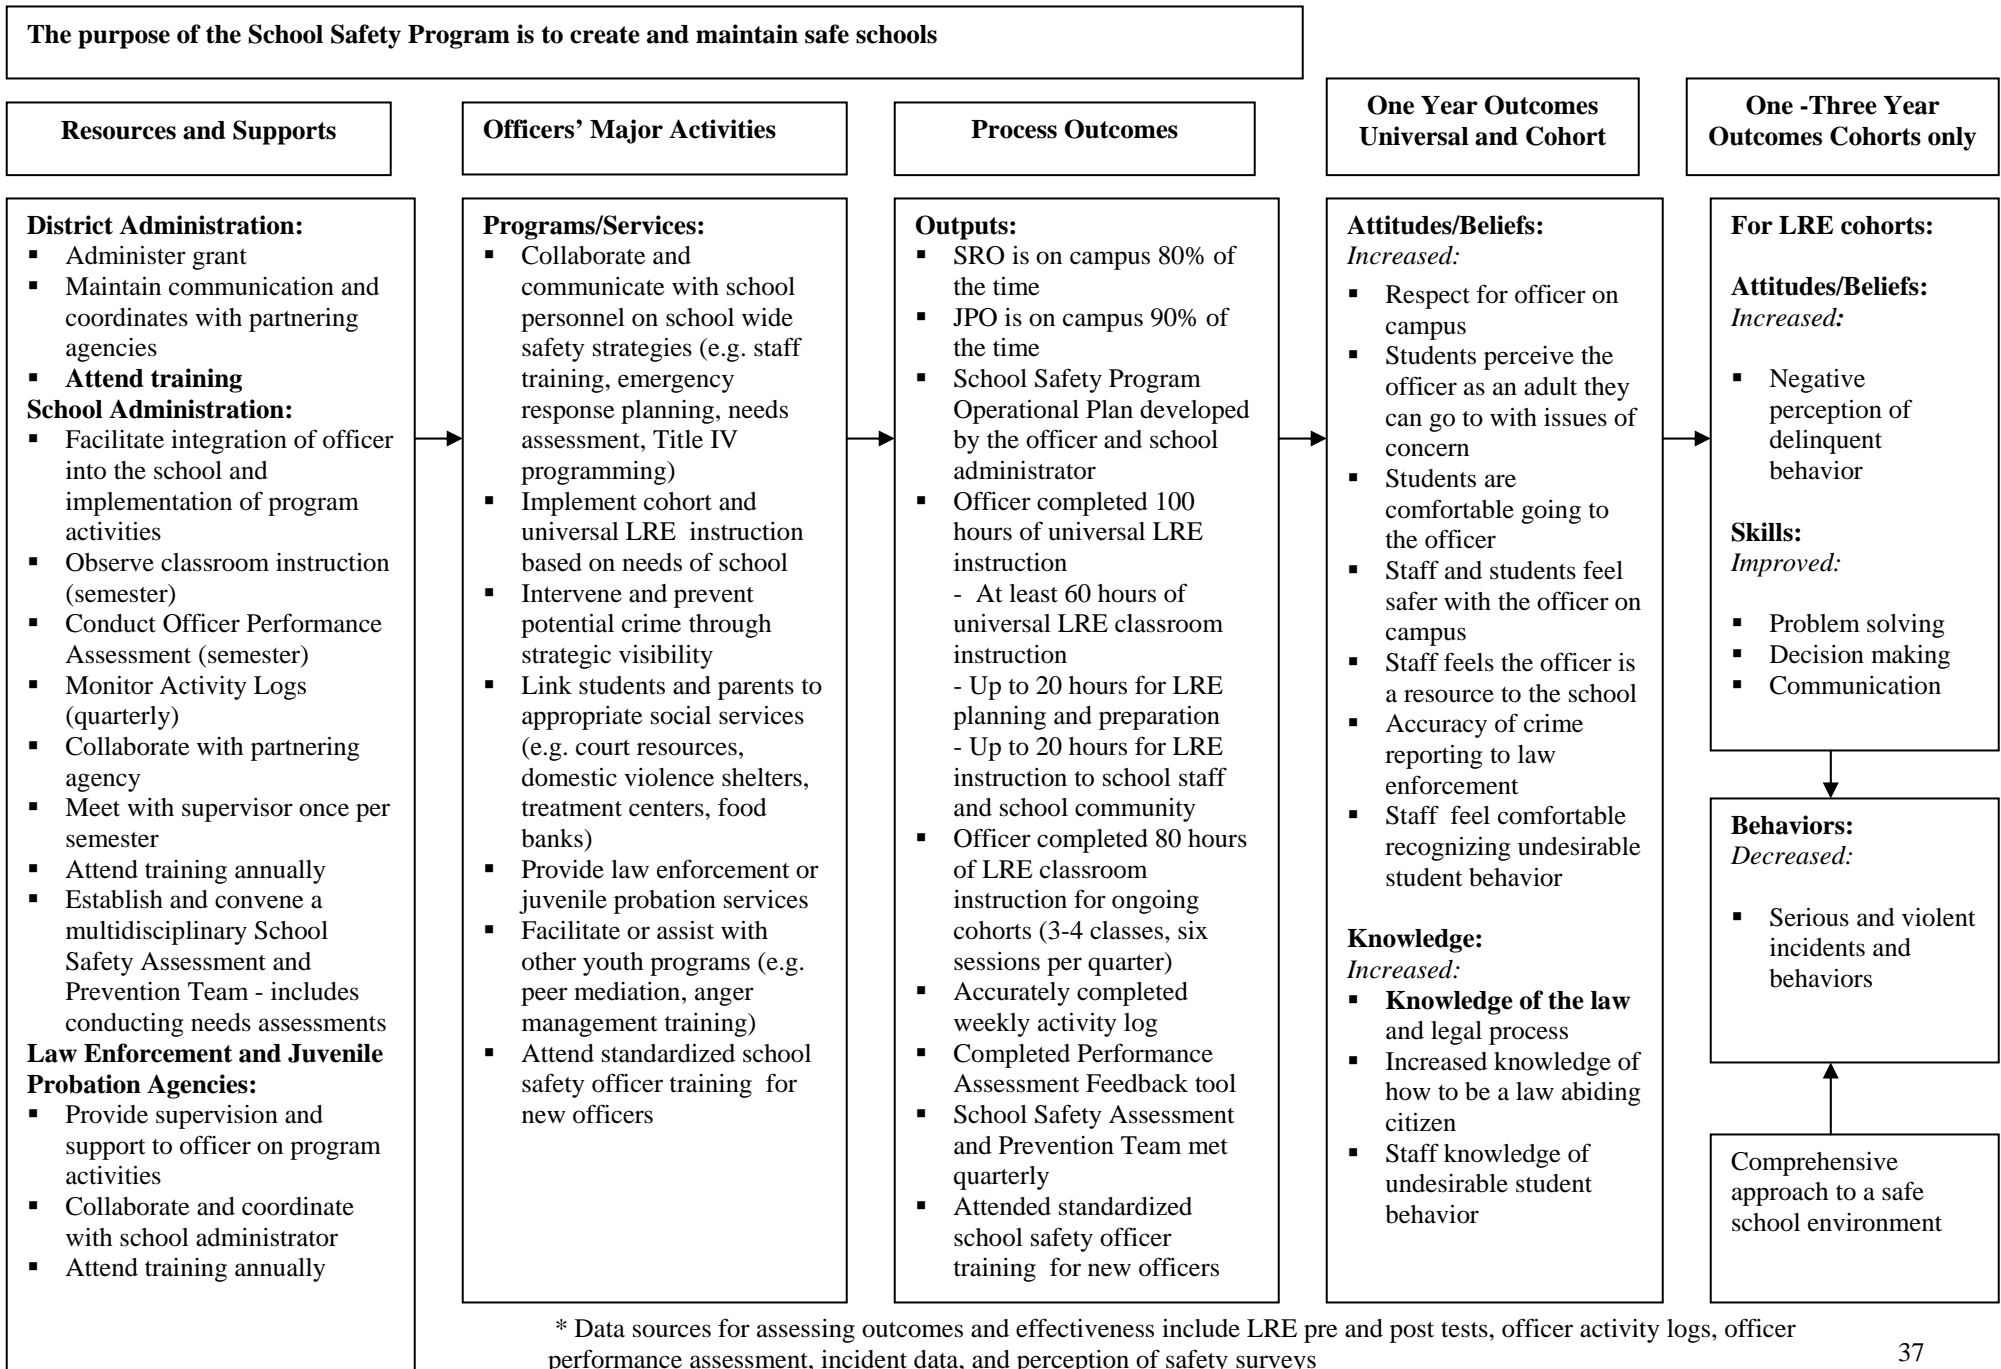 The purpose of the School Safety Program is to create and maintain safe schools
Resources and Supports
District Administration:
▪ Administer grant
▪ Maintain communication and
coordinates with partnering
agencies
▪ Attend training
School Administration:
▪ Facilitate integration of officer
into the school and
implementation of program
activities
▪ Observe classroom instruction
(semester)
▪ Conduct Officer Performance
Assessment (semester)
▪ Monitor Activity Logs
(quarterly)
▪ Collaborate with partnering
agency
▪ Meet with supervisor once per
semester
▪ Attend training annually
▪ Establish and convene a
multidisciplinary School
Safety Assessment and
Prevention Team - includes
conducting needs assessments
Law Enforcement and Juvenile
Probation Agencies:
▪ Provide supervision and
support to officer on program
activities
▪ Collaborate and coordinate
with school administrator
▪ Attend training annually
Officers’ Major Activities
Programs/Services:
▪ Collaborate and
communicate with school
personnel on school wide
safety strategies (e.g. staff
training, emergency
response planning, needs
assessment, Title IV
programming)
▪ Implement cohort and
universal LRE instruction
based on needs of school
▪ Intervene and prevent
potential crime through
strategic visibility
▪ Link students and parents to
appropriate social services
(e.g. court resources,
domestic violence shelters,
treatment centers, food
banks)
▪ Provide law enforcement or
juvenile probation services
▪ Facilitate or assist with
other youth programs (e.g.
peer mediation, anger
management training)
▪ Attend standardized school
safety officer training for
new officers
Process Outcomes
Outputs:
▪ SRO is on campus 80% of
the time
▪ JPO is on campus 90% of
the time
▪ School Safety Program
Operational Plan developed
by the officer and school
administrator
▪ Officer completed 100
hours of universal LRE
instruction
- At least 60 hours of
universal LRE classroom
instruction
- Up to 20 hours for LRE
planning and preparation
- Up to 20 hours for LRE
instruction to school staff
and school community
▪ Officer completed 80 hours
of LRE classroom
instruction for ongoing
cohorts (3-4 classes, six
sessions per quarter)
▪ Accurately completed
weekly activity log
▪ Completed Performance
Assessment Feedback tool
▪ School Safety Assessment
and Prevention Team met
quarterly
▪ Attended standardized
school safety officer
training for new officers
One Year Outcomes
Universal and Cohort
Attitudes/Beliefs:
Increased:
▪ Respect for officer on
campus
▪ Students perceive the
officer as an adult they
can go to with issues of
concern
▪ Students are
comfortable going to
the officer
▪ Staff and students feel
safer with the officer on
campus
▪ Staff feels the officer is
a resource to the school
▪ Accuracy of crime
reporting to law
enforcement
▪ Staff feel comfortable
recognizing undesirable
student behavior
Knowledge:
Increased:
▪ Knowledge of the law
and legal process
▪ Increased knowledge of
how to be a law abiding
citizen
▪ Staff knowledge of
undesirable student
behavior
One -Three Year
Outcomes Cohorts only
For LRE cohorts:
Attitudes/Beliefs:
Increased:
▪ Negative
perception of
delinquent
behavior
Skills:
Improved:
▪ Problem solving
▪ Decision making
▪ Communication
Behaviors:
Decreased:
▪ Serious and violent
incidents and
behaviors
Comprehensive
approach to a safe
school environment
* Data sources for assessing outcomes and effectiveness include LRE pre and post tests, officer activity logs, officer
performance assessment, incident data, and perception of safety surveys
37